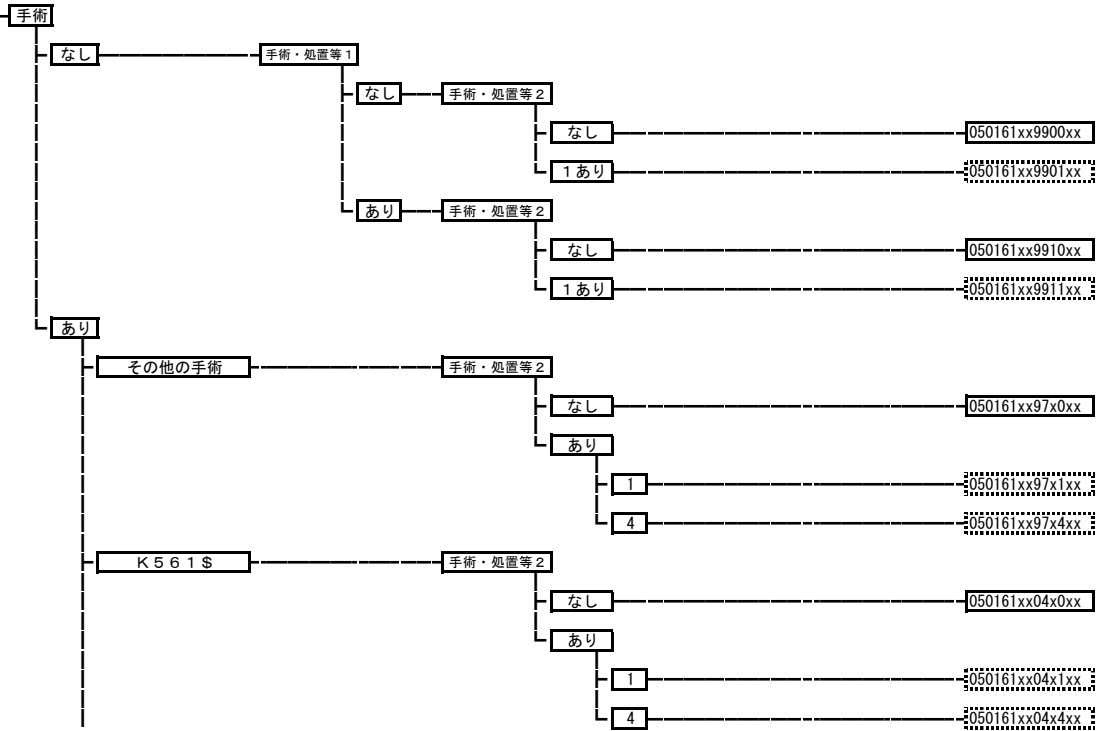 手術
なし 手術・処置等1
なし 手術・処置等2
なし 050161xx9900xx
1あり 050161xx9901xx
あり 手術・処置等2
なし 050161xx9910xx
1あり 050161xx9911xx
あり
その他の手術 手術・処置等2
なし 050161xx97x0xx
あり
1 050161xx97x1xx
4 050161xx97x4xx
K561$ 手術・処置等2
なし 050161xx04x0xx
あり
1 050161xx04x1xx
4 050161xx04x4xx